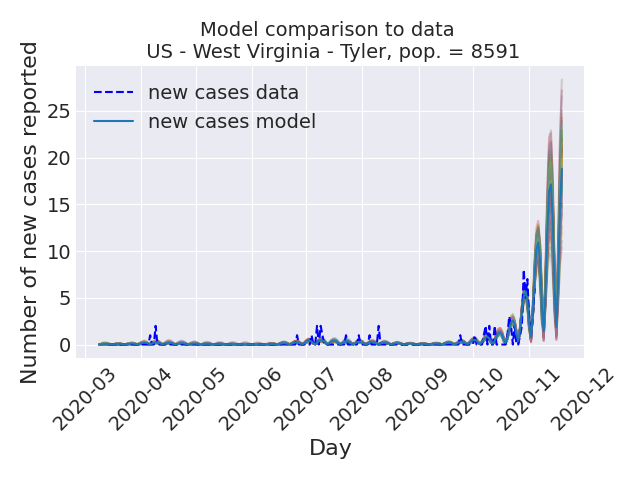 Model comparison to data
US - West Virginia - Tyler, pop. = 8591
new cases data
new cases model
Number of new cases reported
25
20
15
10
5
0
2020-03
2020-04
2020-05
2020-06
2020-07
2020-08
2020-09
2020-10
2020-11
2020-12
Day